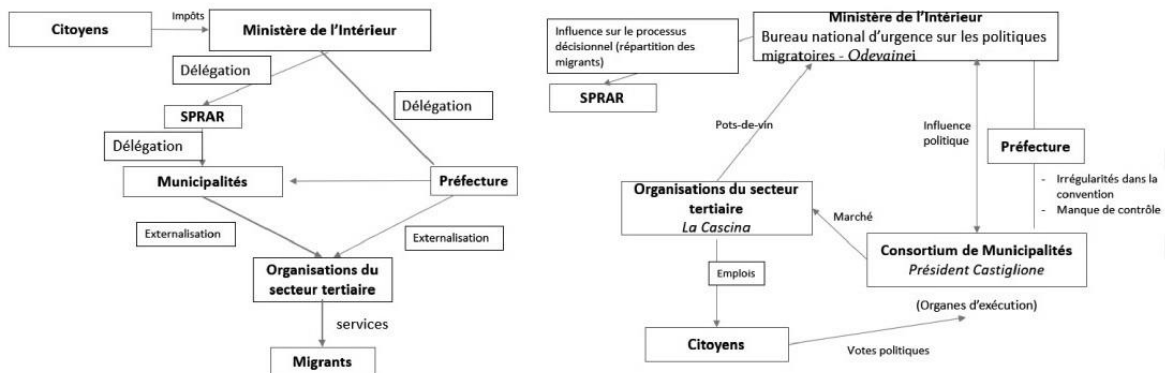 Impôts
Citoyens
Ministère de l'Intérieur
Délégation
Délégation
SPRAR
Délégation
Municipalités
Préfecture
Externalisation
Externalisation
Organisations du
secteur tertiaire
services
Migrants
Influence sur le processus
décisionnel (répartition des
migrants)
Ministère de l'Intérieur
Bureau national d'urgence sur les politiques
migratoires - Odevainei
SPRAR
Pots-de-vin
Influence
politique
Préfecture
- Irrégularités dans la
convention
- Manque de contrôle
Organisations du secteur
tertiaire
La Cascina
Marché
Consortium de Municipalités
Président Castiglione
Emplois
(Organes d'exécution)
Citoyens
Votes politiques